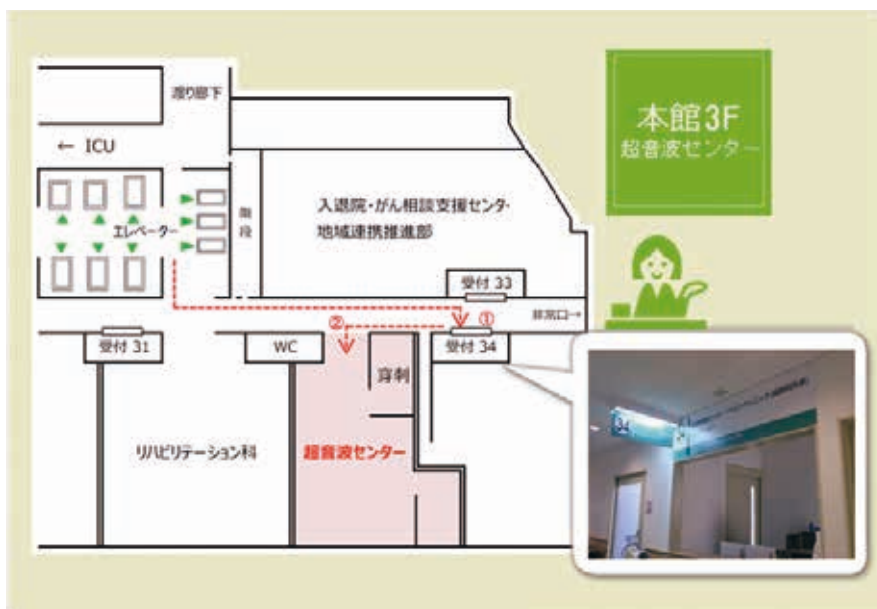 渡り廊下
← ICU
本館3F
超音波センター
エレベーター
階段
入退院・がん相談支援センター
地域連携推進部
受付 33
非常口→
②
①
受付 31
WC
受付 34
穿刺
34
リハビリテーション科
超音波センター